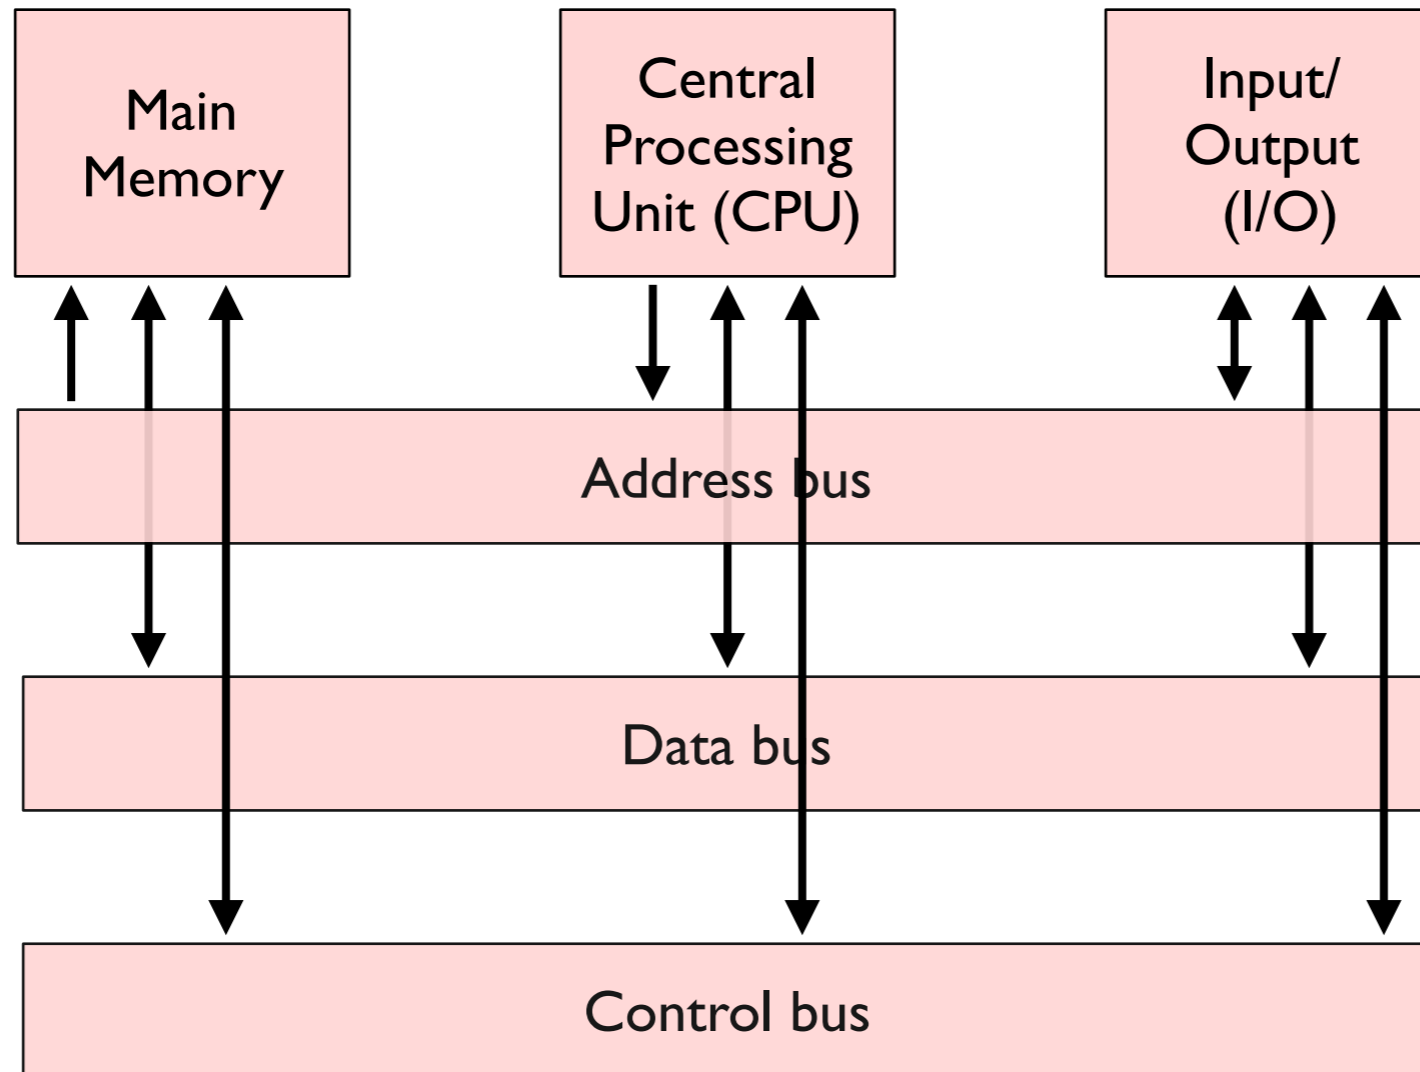 Main
Memory
Central
Processing
Unit (CPU)
Input/
Output
(I/O)
Address bus
Data bus
Control bus